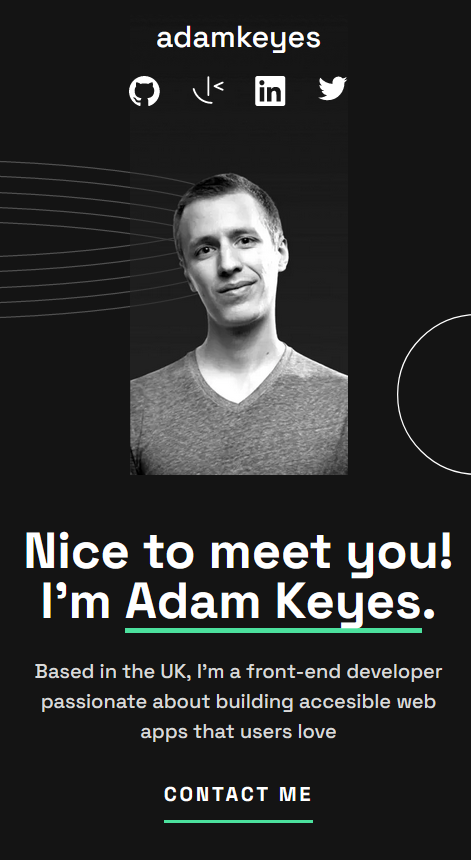 adamkeyes
in
Nice to meet you!
I'm Adam Keyes.
Based in the UK, I'm a front-end developer
passionate about building accesible web
apps that users love
CONTACT ME